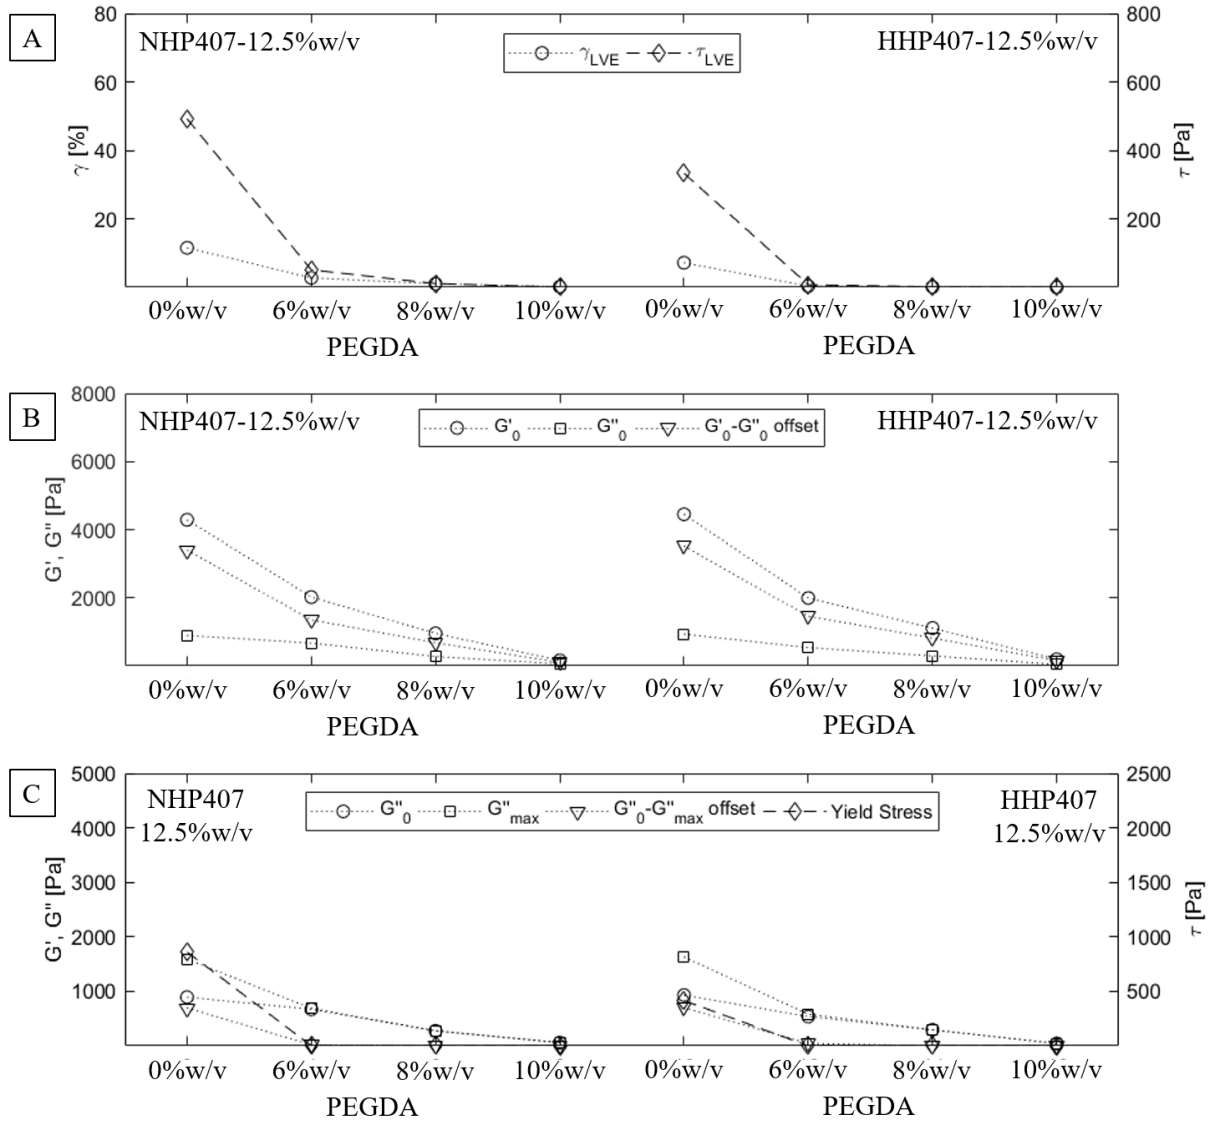 A
NHP407-12.5%w/v
HHP407-12.5%w/v
γLVE τLVE
80
60
40
20
γ [%]
800
600
400
200
τ [Pa]
0%w/v 6%w/v 8%w/v 10%w/v 0%w/v 6%w/v 8%w/v 10%w/v
PEGDA PEGDA
B
NHP407-12.5%w/v
HHP407-12.5%w/v
G'0 G''0 G'0-G''0 offset
8000
6000
4000
2000
G', G'' [Pa]
0%w/v 6%w/v 8%w/v 10%w/v 0%w/v 6%w/v 8%w/v 10%w/v
PEGDA PEGDA
C
NHP407
12.5%w/v
HHP407
12.5%w/v
G''0 G''max G''0-G''max offset Yield Stress
5000
4000
3000
2000
1000
G', G'' [Pa]
2500
2000
1500
1000
500
τ [Pa]
0%w/v 6%w/v 8%w/v 10%w/v 0%w/v 6%w/v 8%w/v 10%w/v
PEGDA PEGDA